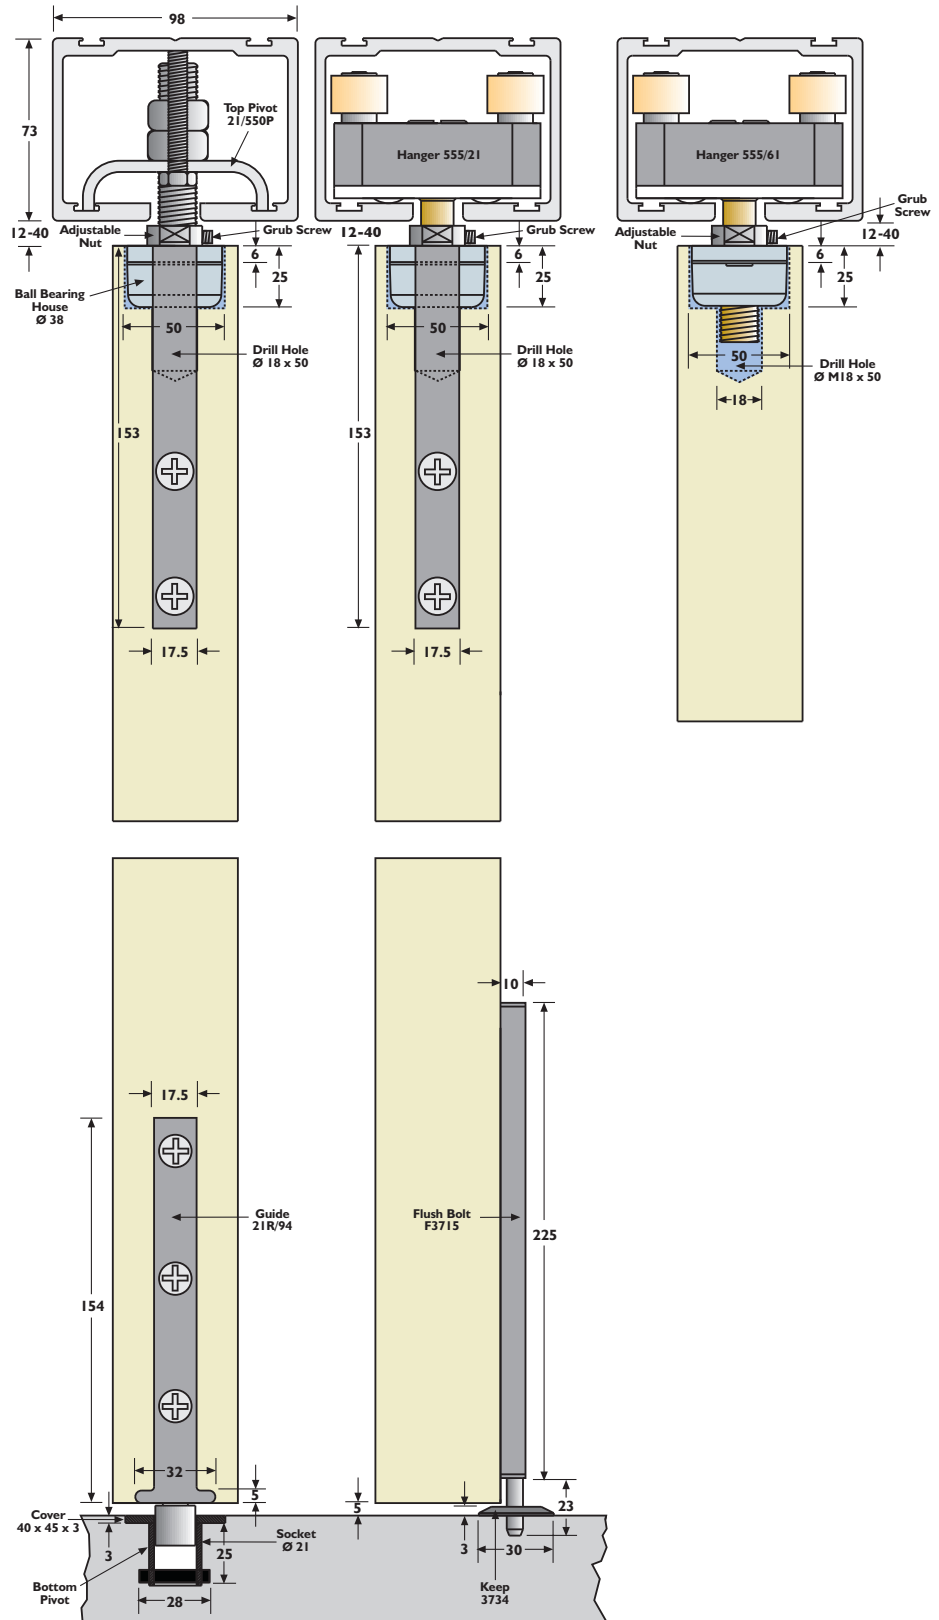 98
Top Pivot
21/550P
Hanger 555/21
Hanger 555/61
73
12-40
Adjustable
Nut
Grub Screw
12-40
Grub Screw
Adjustable
Nut
Grub
Screw
12-40
6
25
6
25
6
25
Ball Bearing
House
Ø 38
50
50
50
Drill Hole
Ø 18 x 50
Drill Hole
Ø 18 x 50
Drill Hole
Ø M18 x 50
18
153
153
17.5
17.5
10
17.5
Guide
21R/94
Flush Bolt
F3715
225
154
32
5
5
23
Cover
40 x 45 x 3
3
Socket
Ø 21
25
3
30
Bottom
Pivot
28
Keep
3734